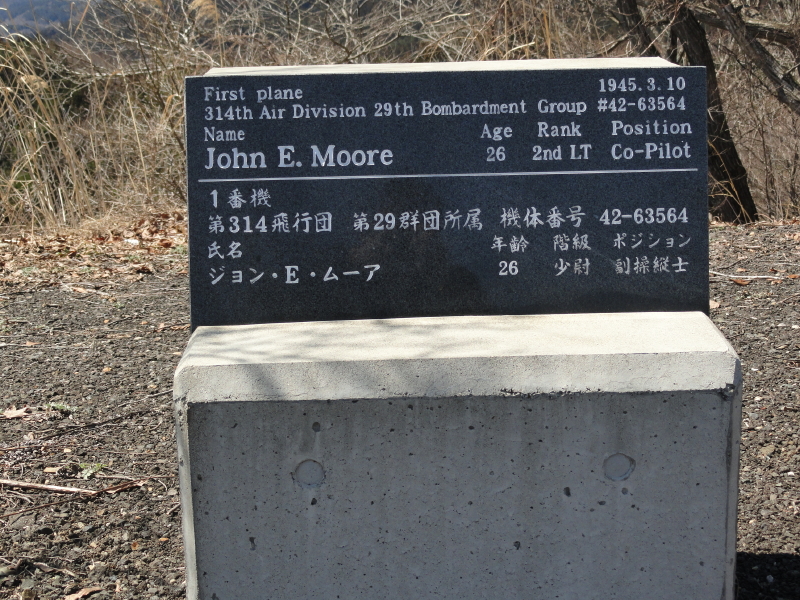 First plane 1945.3.10
314th Air Division 29th Bombardment Group #42-63564
Name Age Rank Position
John E. Moore 26 2nd LT Co-Pilot
1番機
第314飛行団 第29群団所属 機体番号 42-63564
氏名 年齢 階級 ポジション
ジョン・E・ムーア 26 少尉 副操縦士